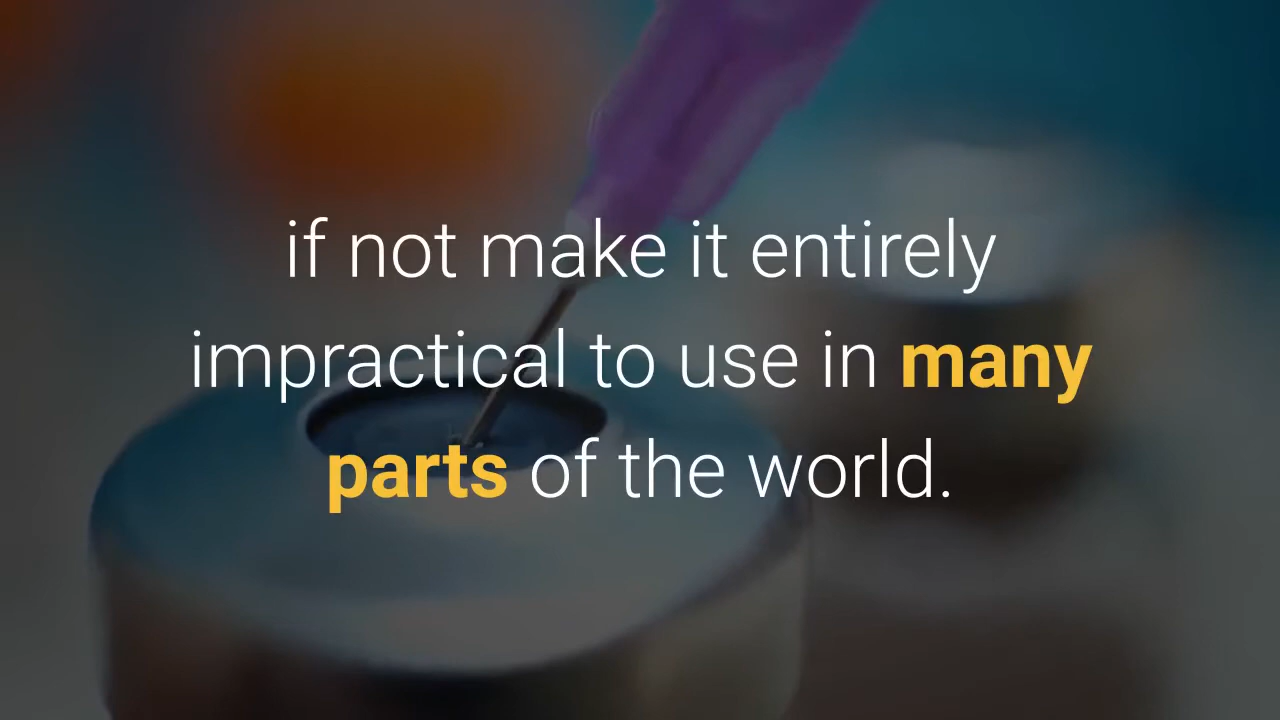 if not make it entirely
impractical to use in many
parts of the world.